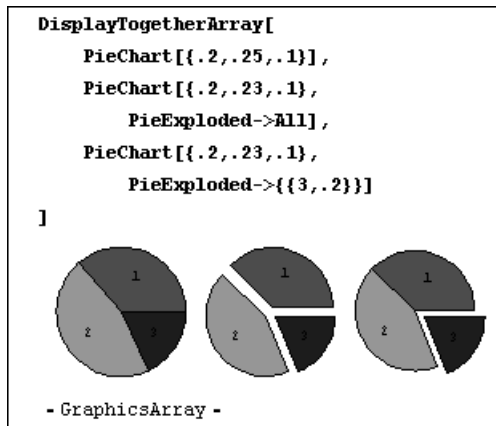 DisplayTogetherArray[
PieChart[{.2,.25,.1}],
PieChart[{.2,.23,.1},
PieExploded->All],
PieChart[{.2,.23,.1},
PieExploded->{{3,.2}}]
]
1 1 1
2 3 2 3 2 3
- GraphicsArray -